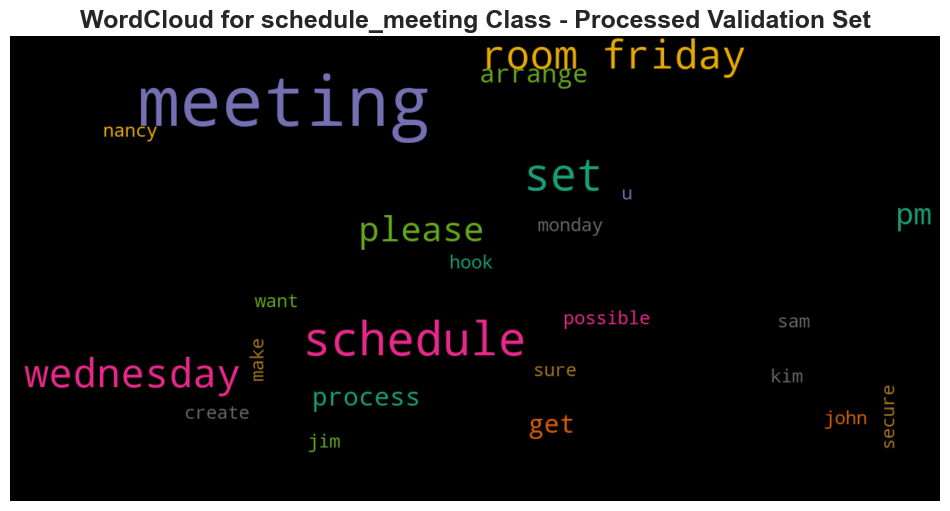 WordCloud for schedule_meeting Class - Processed Validation Set
room friday
arrange
meeting
nancy
set
u
pm
please
monday
hook
want
possible
sam
schedule
make
wednesday
sure
kim
process
secure
create
get
john
jim